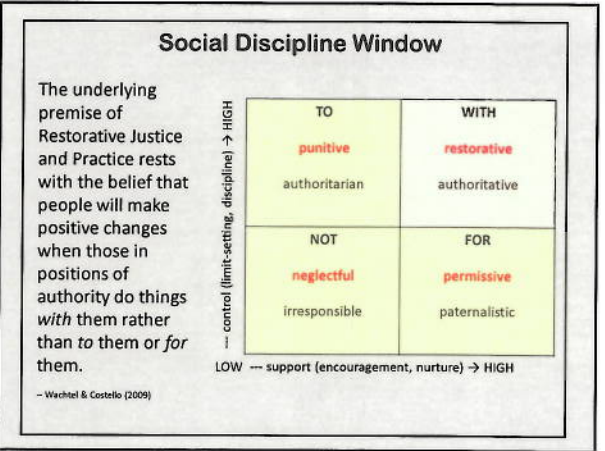 Social Discipline Window
The underlying
premise of
Restorative Justice
and Practice rests
with the belief that
people will make
positive changes
when those in
positions of
authority do things
with them rather
than to them or for
them.
~ Wachtel & Costello (2009)
--- control (limit-setting, discipline) → HIGH
TO
punitive
authoritarian
WITH
restorative
authoritative
NOT
neglectful
irresponsible
FOR
permissive
paternalistic
LOW --- support (encouragement, nurture) → HIGH